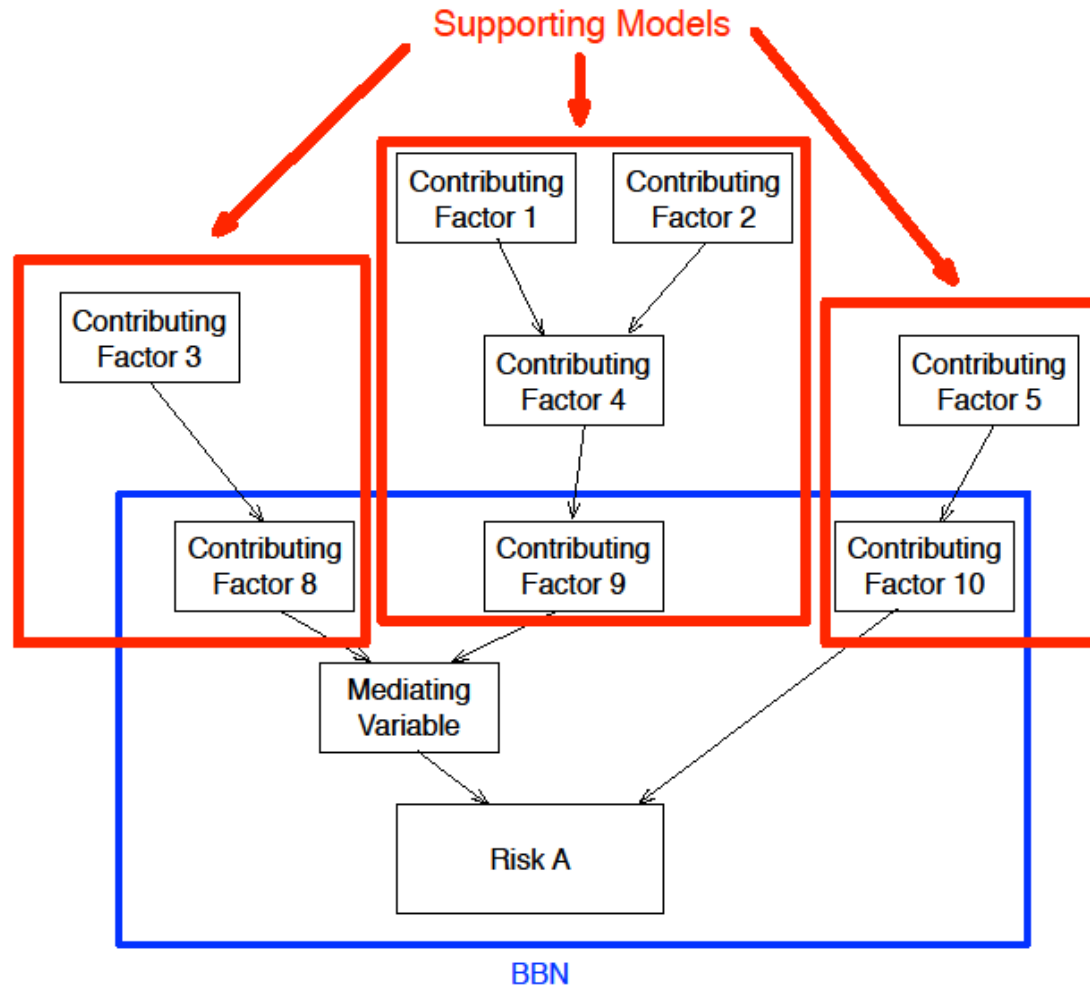 Supporting Models
Contributing
Factor 1
Contributing
Factor 2
Contributing
Factor 3
Contributing
Factor 4
Contributing
Factor 5
Contributing
Factor 8
Contributing
Factor 9
Contributing
Factor 10
Mediating
Variable
Risk A
BBN